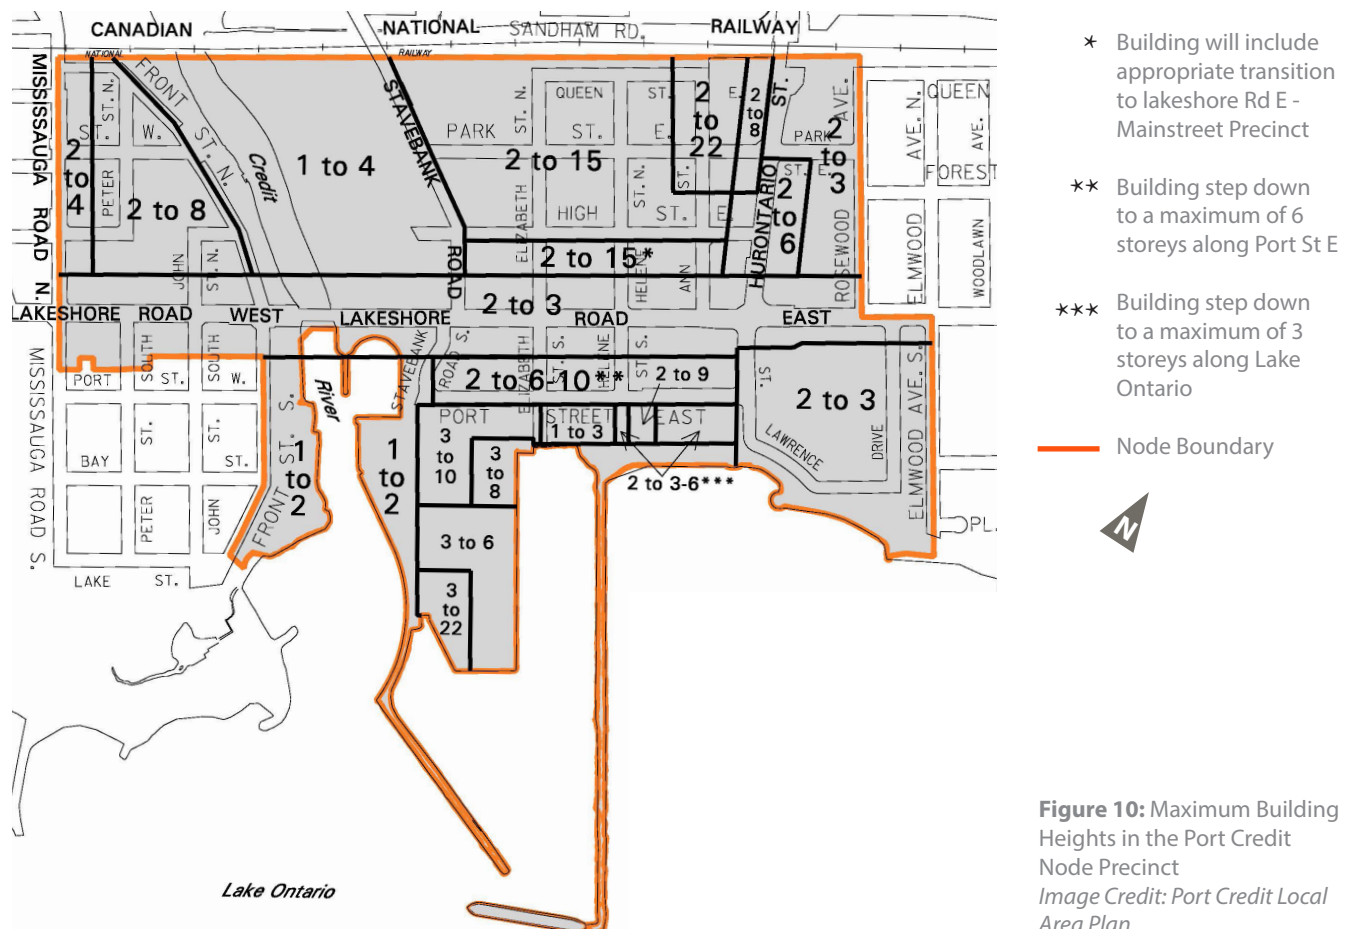 CANADIAN NATIONAL RAILWAY
SANDHAM RD.
NATIONAL
RAILWAY
MISSISSAUGA ROAD N.
FRONT ST. N.
STAVEBANK ROAD
QUEEN ST. E.
PARK ST. E.
HIGH ST. E.
ST. W.
PETER ST. N.
JOHN ST. N.
Credit
ELIZABETH ST. N.
HELENE ST. N.
ANN ST.
HURONTARIO ST.
PARK ST. E.
ROSEWOOD AVE.
ELMWOOD AVE. N.
QUEEN
FOREST
WOODLAWN AVE.
2 to 4
2 to 8
1 to 4
2 to 15
2 to 22
2 to 8
2 to 6
2 to 3
2 to 15*
2 to 3
LAKESHORE ROAD WEST
LAKESHORE ROAD EAST
MISSISSAUGA ROAD S.
PORT ST. W.
SOUTH
SOUTH
BAY ST.
PETER ST.
JOHN ST.
LAKE ST.
FRONT ST. S.
River
STAVEBANK ROAD S.
ELIZABETH ST. S.
HELENE ST. S.
2 to 6-10**
2 to 9
PORT STREET EAST
1 to 3
2 to 3
ST. LAWRENCE DRIVE
ELMWOOD AVE. S.
PL.
1 to 2
1 to 2
3 to 10
3 to 8
2 to 3-6***
3 to 6
3 to 22
Lake Ontario
* Building will include
appropriate transition
to lakeshore Rd E -
Mainstreet Precinct
** Building step down
to a maximum of 6
storeys along Port St E
*** Building step down
to a maximum of 3
storeys along Lake
Ontario
Node Boundary
N
Figure 10: Maximum Building
Heights in the Port Credit
Node Precinct
Image Credit: Port Credit Local
Area Plan